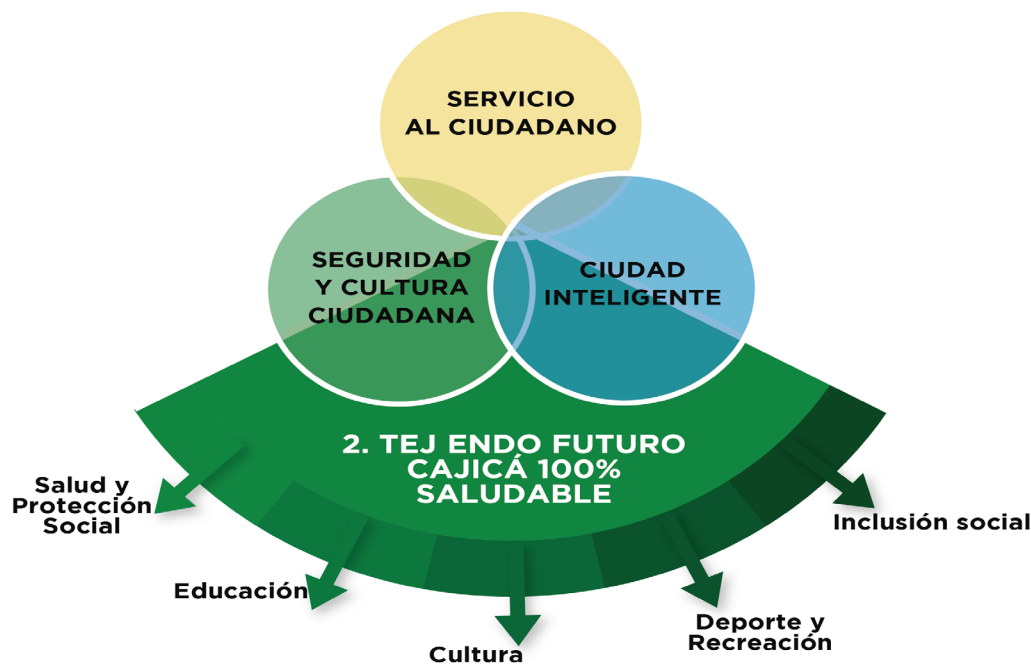 SERVICIO
AL CIUDADANO
SEGURIDAD
Y CULTURA
CIUDADANA
CIUDAD
INTELIGENTE
2. TEJ ENDO FUTURO
CAJICÁ 100%
SALUDABLE
Salud y
Protección
Social
Educación
Cultura
Deporte y
Recreación
Inclusión social